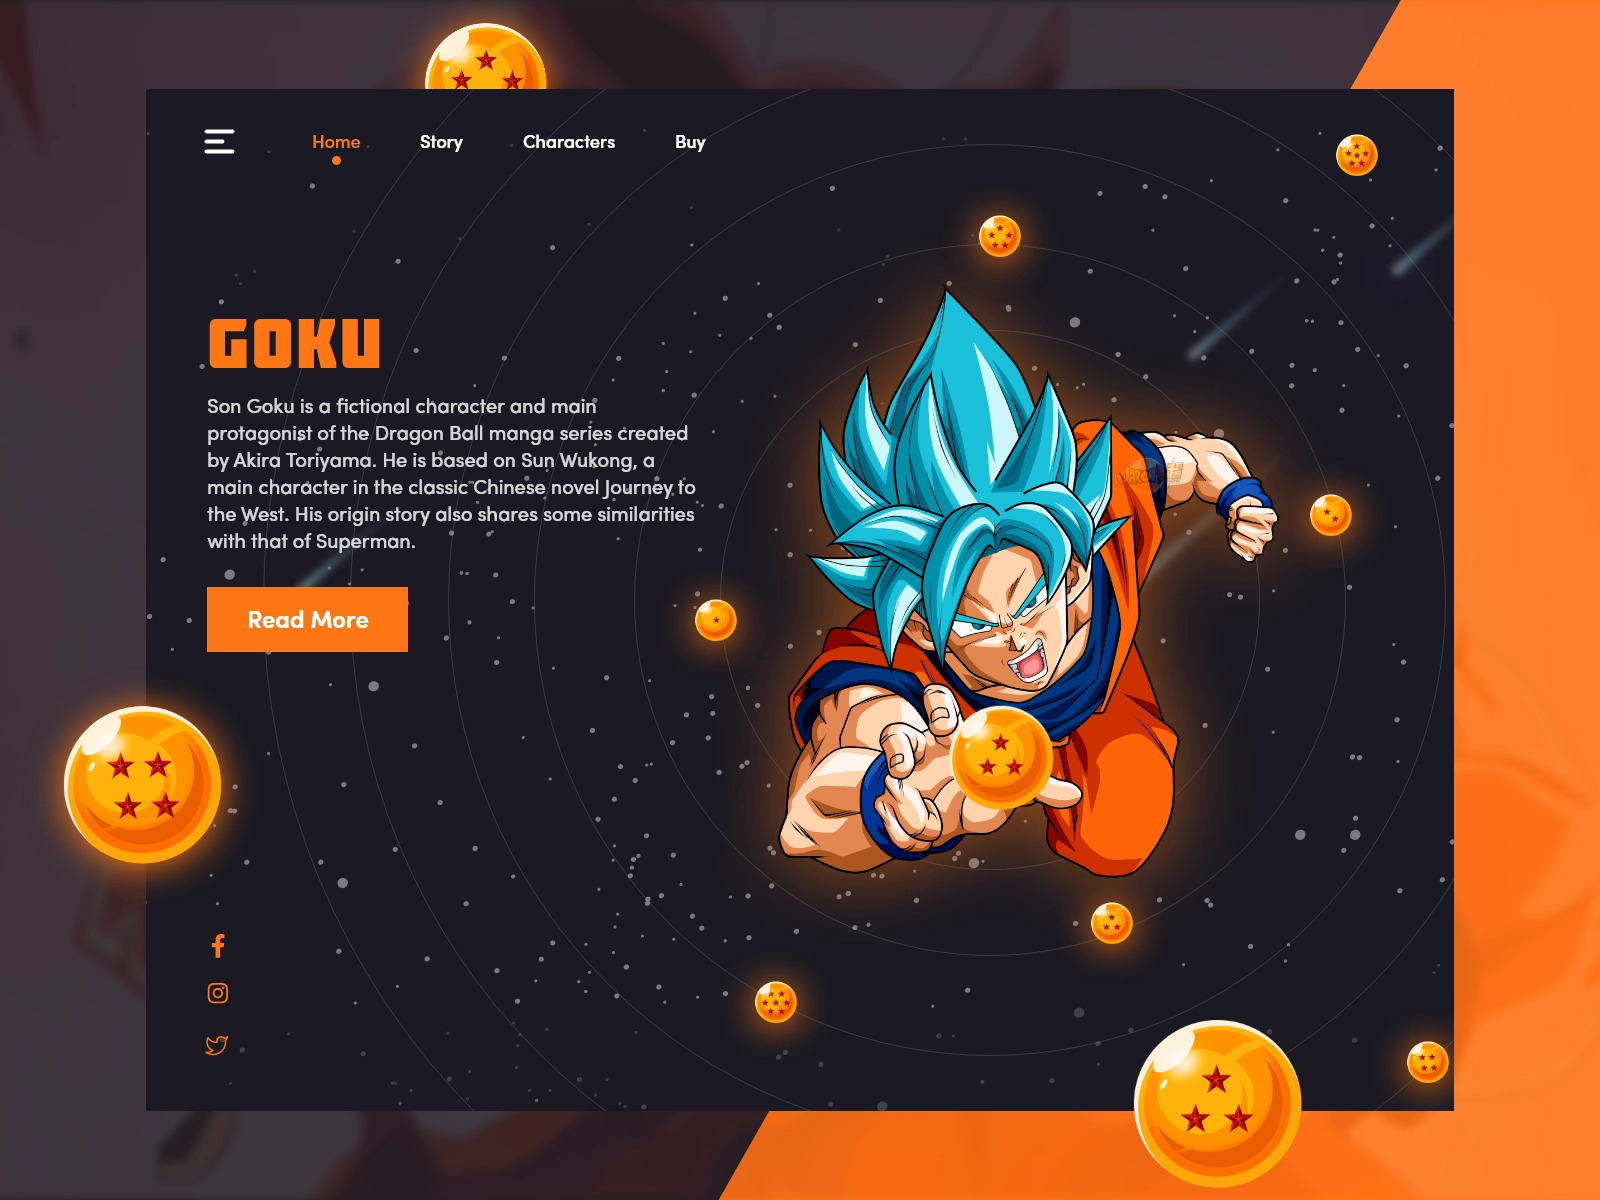 Home Story Characters Buy
GOKU
Son Goku is a fictional character and main
protagonist of the Dragon Ball manga series created
by Akira Toriyama. He is based on Sun Wukong, a
main character in the classic Chinese novel Journey to
the West. His origin story also shares some similarities
with that of Superman.
Read More